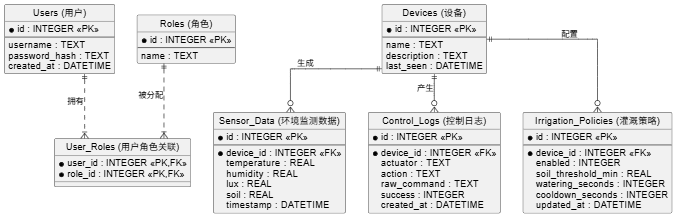 Users (用户)
id : INTEGER «PK»
username : TEXT
password_hash : TEXT
created_at : DATETIME
Roles (角色)
id : INTEGER «PK»
name : TEXT
Devices (设备)
id : INTEGER «PK»
name : TEXT
description : TEXT
last_seen : DATETIME
拥有
被分配
生成
产生
配置
User_Roles (用户角色关联)
user_id : INTEGER «PK,FK»
role_id : INTEGER «PK,FK»
Sensor_Data (环境监测数据)
id : INTEGER «PK»
device_id : INTEGER «FK»
temperature : REAL
humidity : REAL
lux : REAL
soil : REAL
timestamp : DATETIME
Control_Logs (控制日志)
id : INTEGER «PK»
device_id : INTEGER «FK»
actuator : TEXT
action : TEXT
raw_command : TEXT
success : INTEGER
created_at : DATETIME
Irrigation_Policies (灌溉策略)
id : INTEGER «PK»
device_id : INTEGER «FK»
enabled : INTEGER
soil_threshold_min : REAL
watering_seconds : INTEGER
cooldown_seconds : INTEGER
updated_at : DATETIME